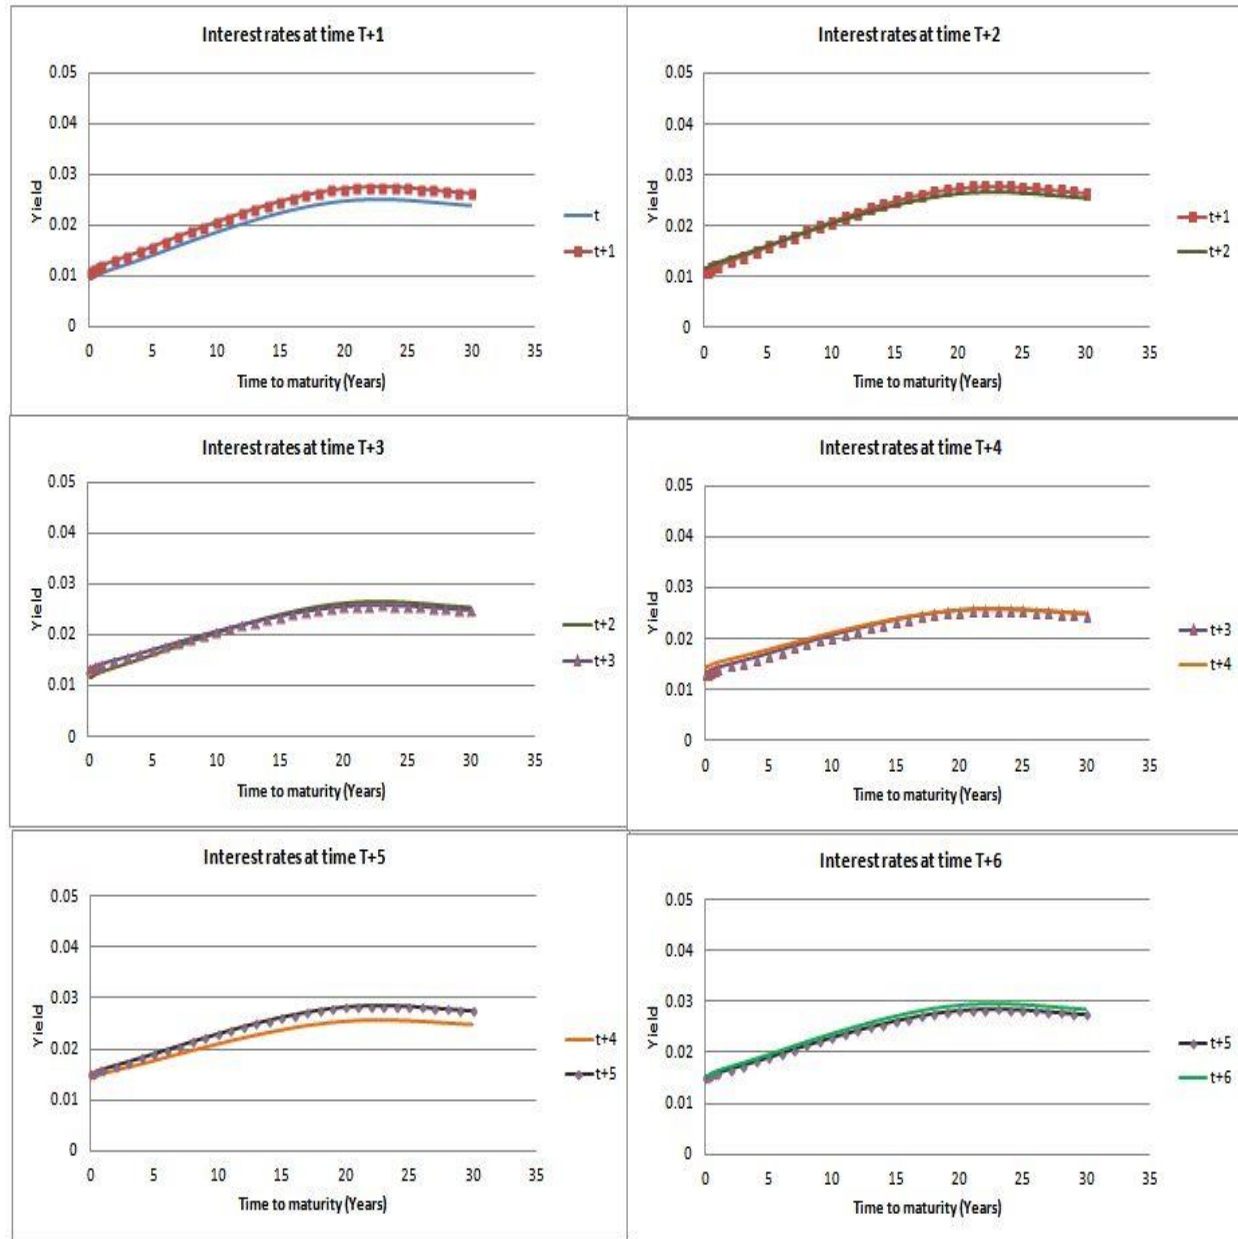 Interest rates at time T+1
0.05
0.04
0.03
0.02
0.01
0
Yield
0 5 10 15 20 25 30 35
Time to maturity (Years)
t
t+1
Interest rates at time T+2
0.05
0.04
0.03
0.02
0.01
0
Yield
0 5 10 15 20 25 30 35
Time to maturity (Years)
t+1
t+2
Interest rates at time T+3
0.05
0.04
0.03
0.02
0.01
0
Yield
0 5 10 15 20 25 30 35
Time to maturity (Years)
t+2
t+3
Interest rates at time T+4
0.05
0.04
0.03
0.02
0.01
0
Yield
0 5 10 15 20 25 30 35
Time to maturity (Years)
t+3
t+4
Interest rates at time T+5
0.05
0.04
0.03
0.02
0.01
0
Yield
0 5 10 15 20 25 30 35
Time to maturity (Years)
t+4
t+5
Interest rates at time T+6
0.05
0.04
0.03
0.02
0.01
0
Yield
0 5 10 15 20 25 30 35
Time to maturity (Years)
t+5
t+6